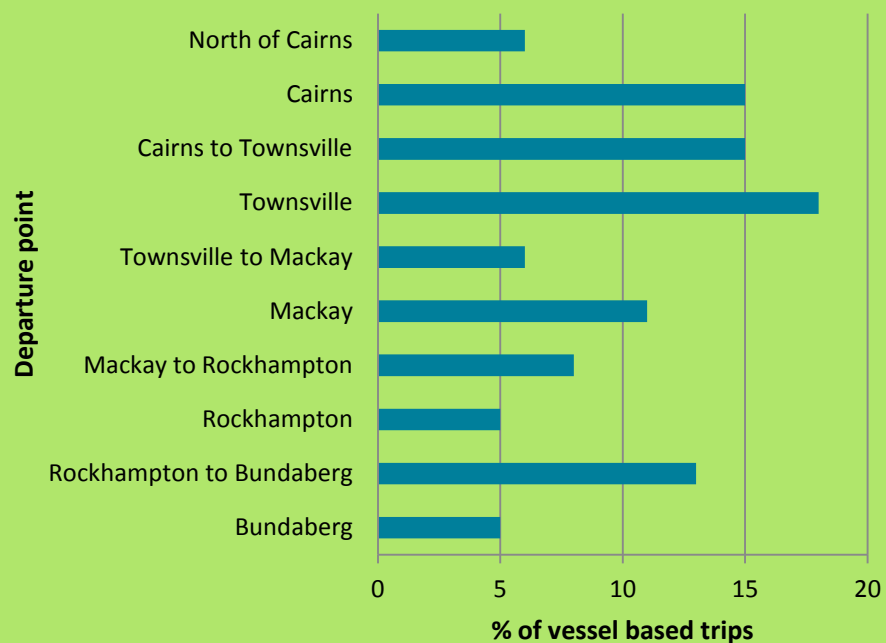 Departure point
North of Cairns
Cairns
Cairns to Townsville
Townsville
Townsville to Mackay
Mackay
Mackay to Rockhampton
Rockhampton
Rockhampton to Bundaberg
Bundaberg
0 5 10 15 20
% of vessel based trips